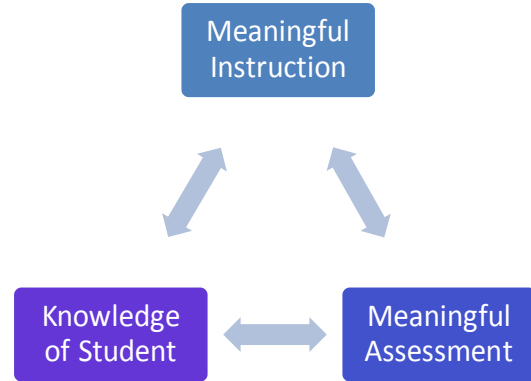 Meaningful
Instruction
Knowledge
of Student
Meaningful
Assessment